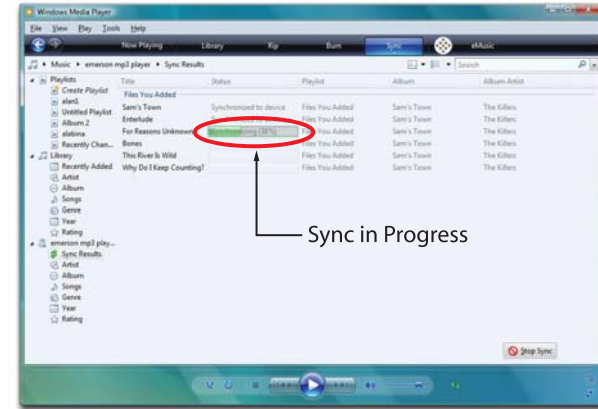 Windows Media Player
File View Play Tools Help
Now Playing Library Rip Burn Sync eMusic
Music ▸ emerson mp3 player ▸ Sync Results Search
Playlists
Create Playlist
alan1
Untitled Playlist
Album 2
alabina
Recently Chan...
Library
Recently Added
Artist
Album
Songs
Genre
Year
Rating
emerson mp3 play...
Sync Results
Artist
Album
Songs
Genre
Year
Rating
Title Status Playlist Album Album Artist
Files You Added
Sam's Town Synchronized to device Files You Added Sam's Town The Killers
Enterlude Synchronized to device Files You Added Sam's Town The Killers
For Reasons Unknown Synchronizing (38%) Files You Added Sam's Town The Killers
Bones Files You Added Sam's Town The Killers
This River Is Wild Files You Added Sam's Town The Killers
Why Do I Keep Counting? Files You Added Sam's Town The Killers
Sync in Progress
Stop Sync